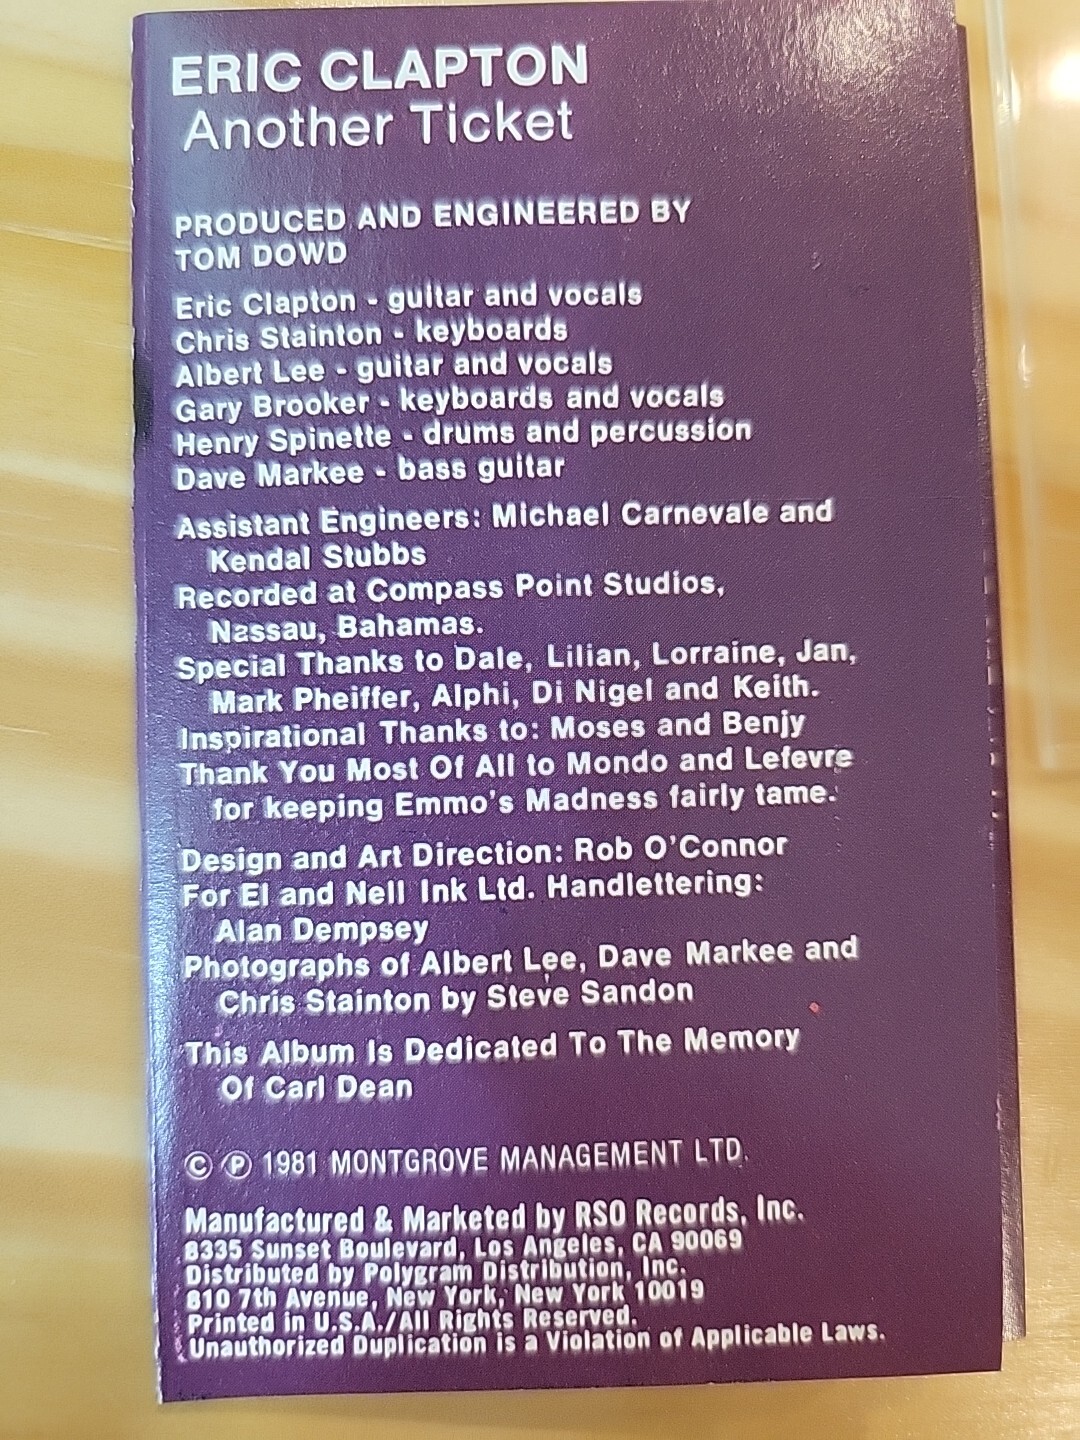 ERIC CLAPTON
Another Ticket
PRODUCED AND ENGINEERED BY
TOM DOWD
Eric Clapton - guitar and vocals
Chris Stainton - keyboards
Albert Lee - guitar and vocals
Gary Brooker - keyboards and vocals
Henry Spinette - drums and percussion
Dave Markee - bass guitar
Assistant Engineers: Michael Carnevale and
Kendal Stubbs
Recorded at Compass Point Studios,
Nassau, Bahamas.
Special Thanks to Dale, Lilian, Lorraine, Jan,
Mark Pheiffer, Alphi, Di Nigel and Keith.
Inspirational Thanks to: Moses and Benjy
Thank You Most Of All to Mondo and Lefevre
for keeping Emmo's Madness fairly tame.
Design and Art Direction: Rob O'Connor
For El and Nell Ink Ltd. Handlettering:
Alan Dempsey
Photographs of Albert Lee, Dave Markee and
Chris Stainton by Steve Sandon
This Album Is Dedicated To The Memory
Of Carl Dean
© ℗ 1981 MONTGROVE MANAGEMENT LTD.
Manufactured & Marketed by RSO Records, Inc.
8335 Sunset Boulevard, Los Angeles, CA 90069
Distributed by Polygram Distribution, Inc.
810 7th Avenue, New York, New York 10019
Printed in U.S.A./All Rights Reserved.
Unauthorized Duplication is a Violation of Applicable Laws.